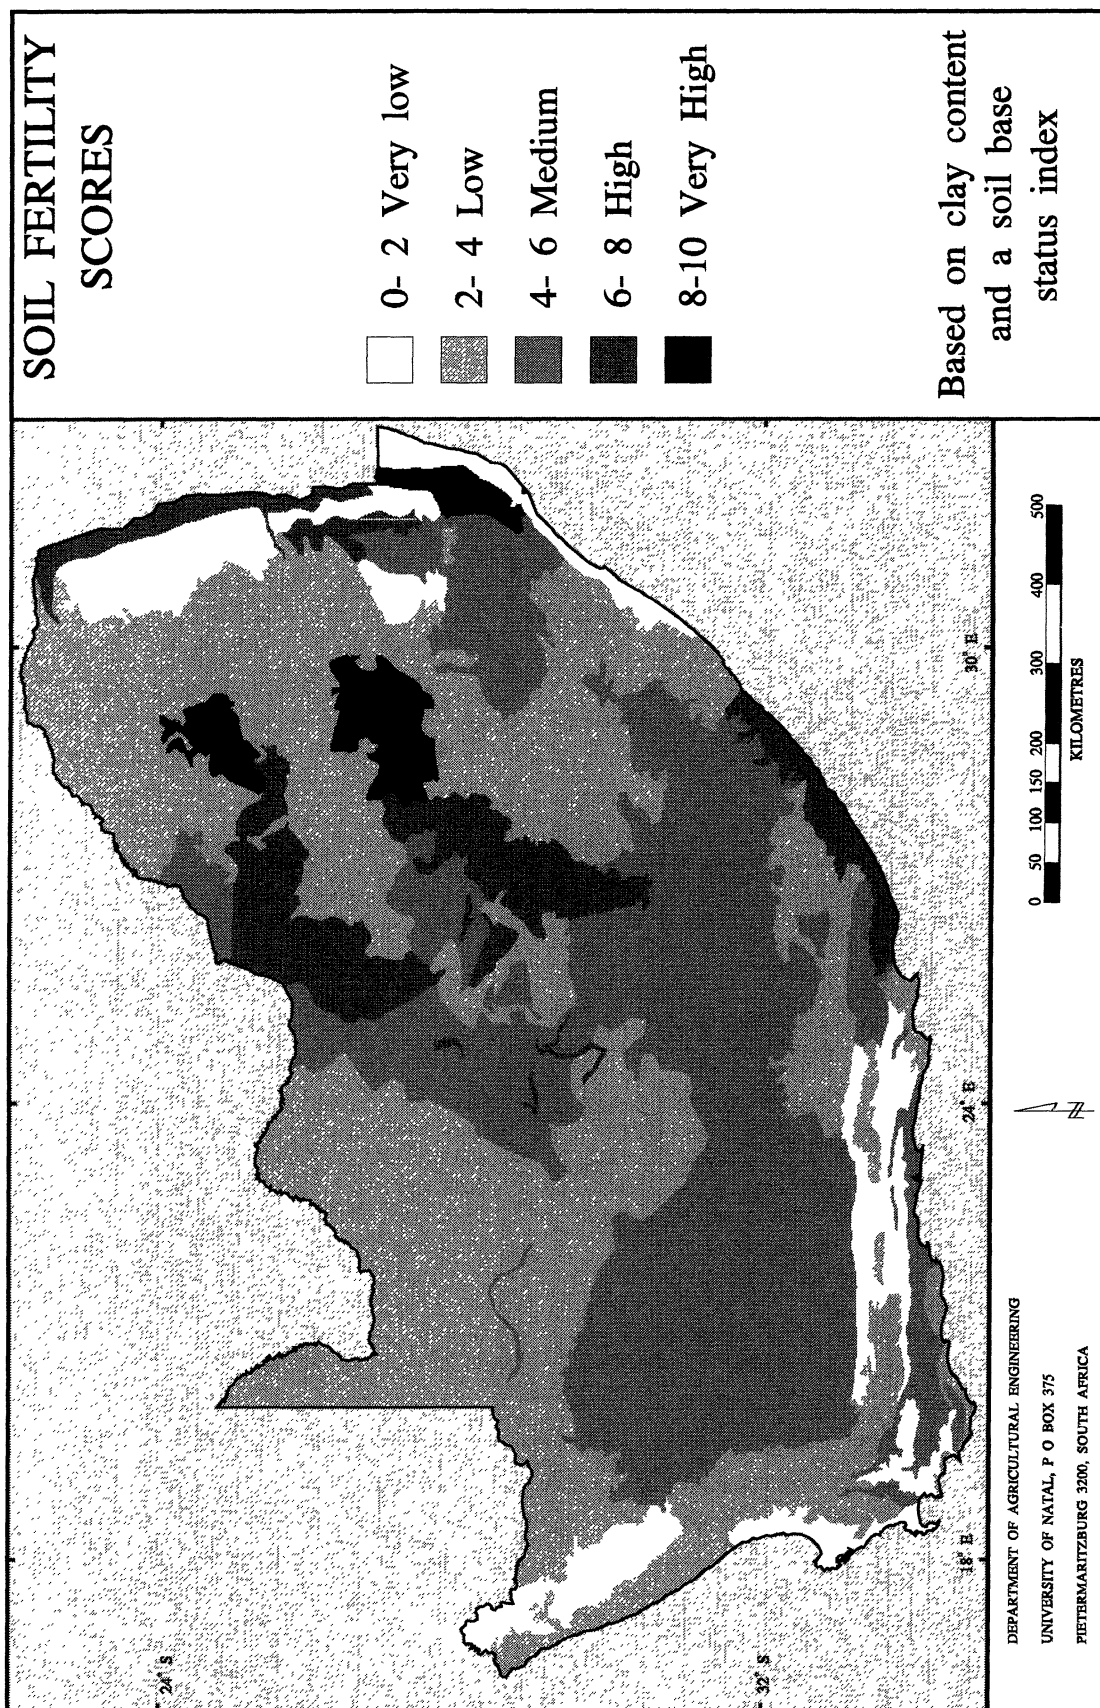 SOIL FERTILITY
SCORES
0- 2 Very low
2- 4 Low
4- 6 Medium
6- 8 High
8-10 Very High
Based on clay content
and a soil base
status index
24° S
32° S
18° E
24° E
30° E
N
0 50 100 150 200 300 400 500
KILOMETRES
DEPARTMENT OF AGRICULTURAL ENGINEERING
UNIVERSITY OF NATAL, P O BOX 375
PIETERMARITZBURG 3200, SOUTH AFRICA